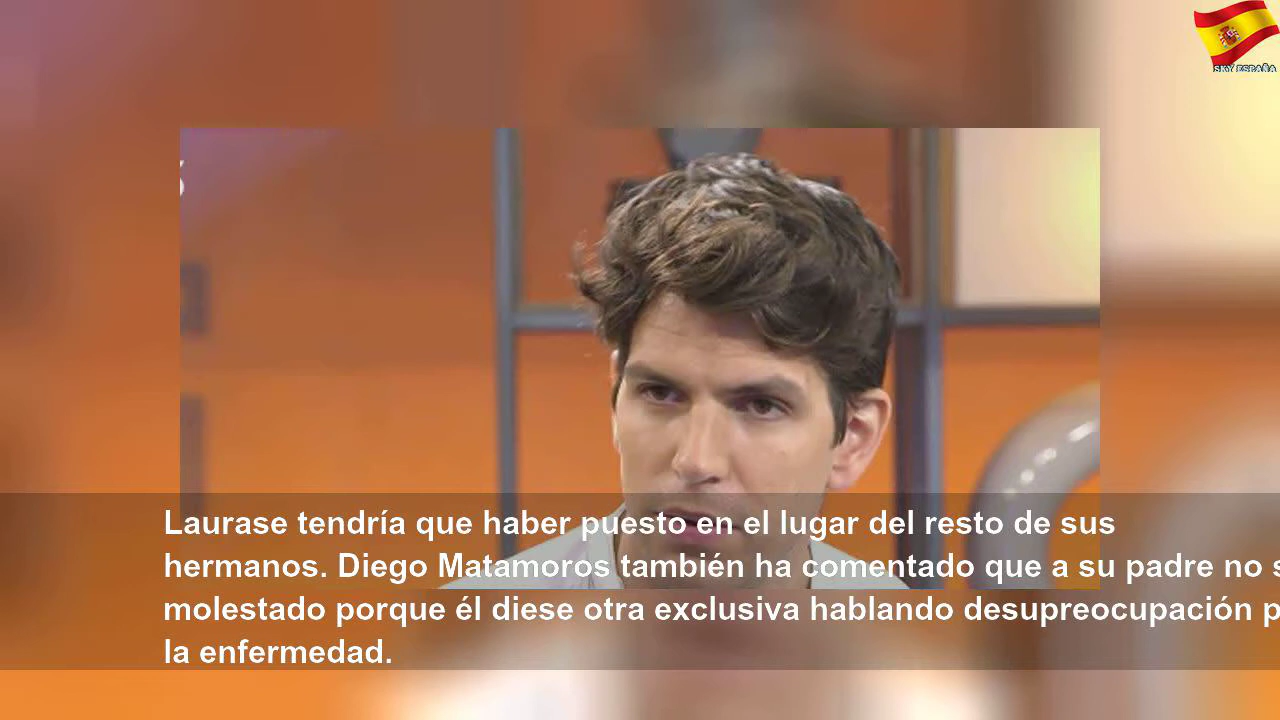 SKY ESPAÑA
Laurase tendría que haber puesto en el lugar del resto de sus
hermanos. Diego Matamoros también ha comentado que a su padre no s
molestado porque él diese otra exclusiva hablando desupreocupación p
la enfermedad.